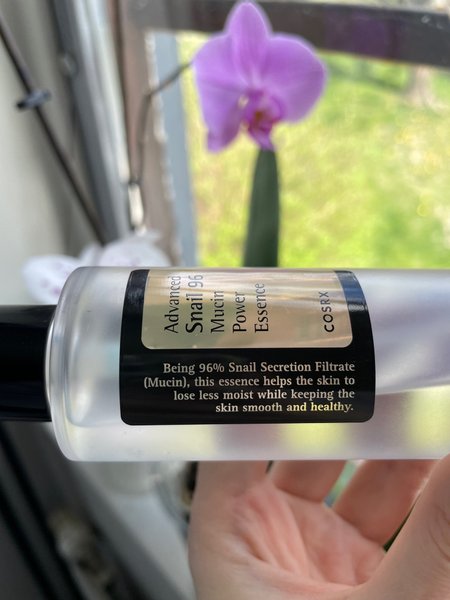 Advanced
Snail 96
Mucin
Power
Essence
COSRX
Being 96% Snail Secretion Filtrate
(Mucin), this essence helps the skin to
lose less moist while keeping the
skin smooth and healthy.